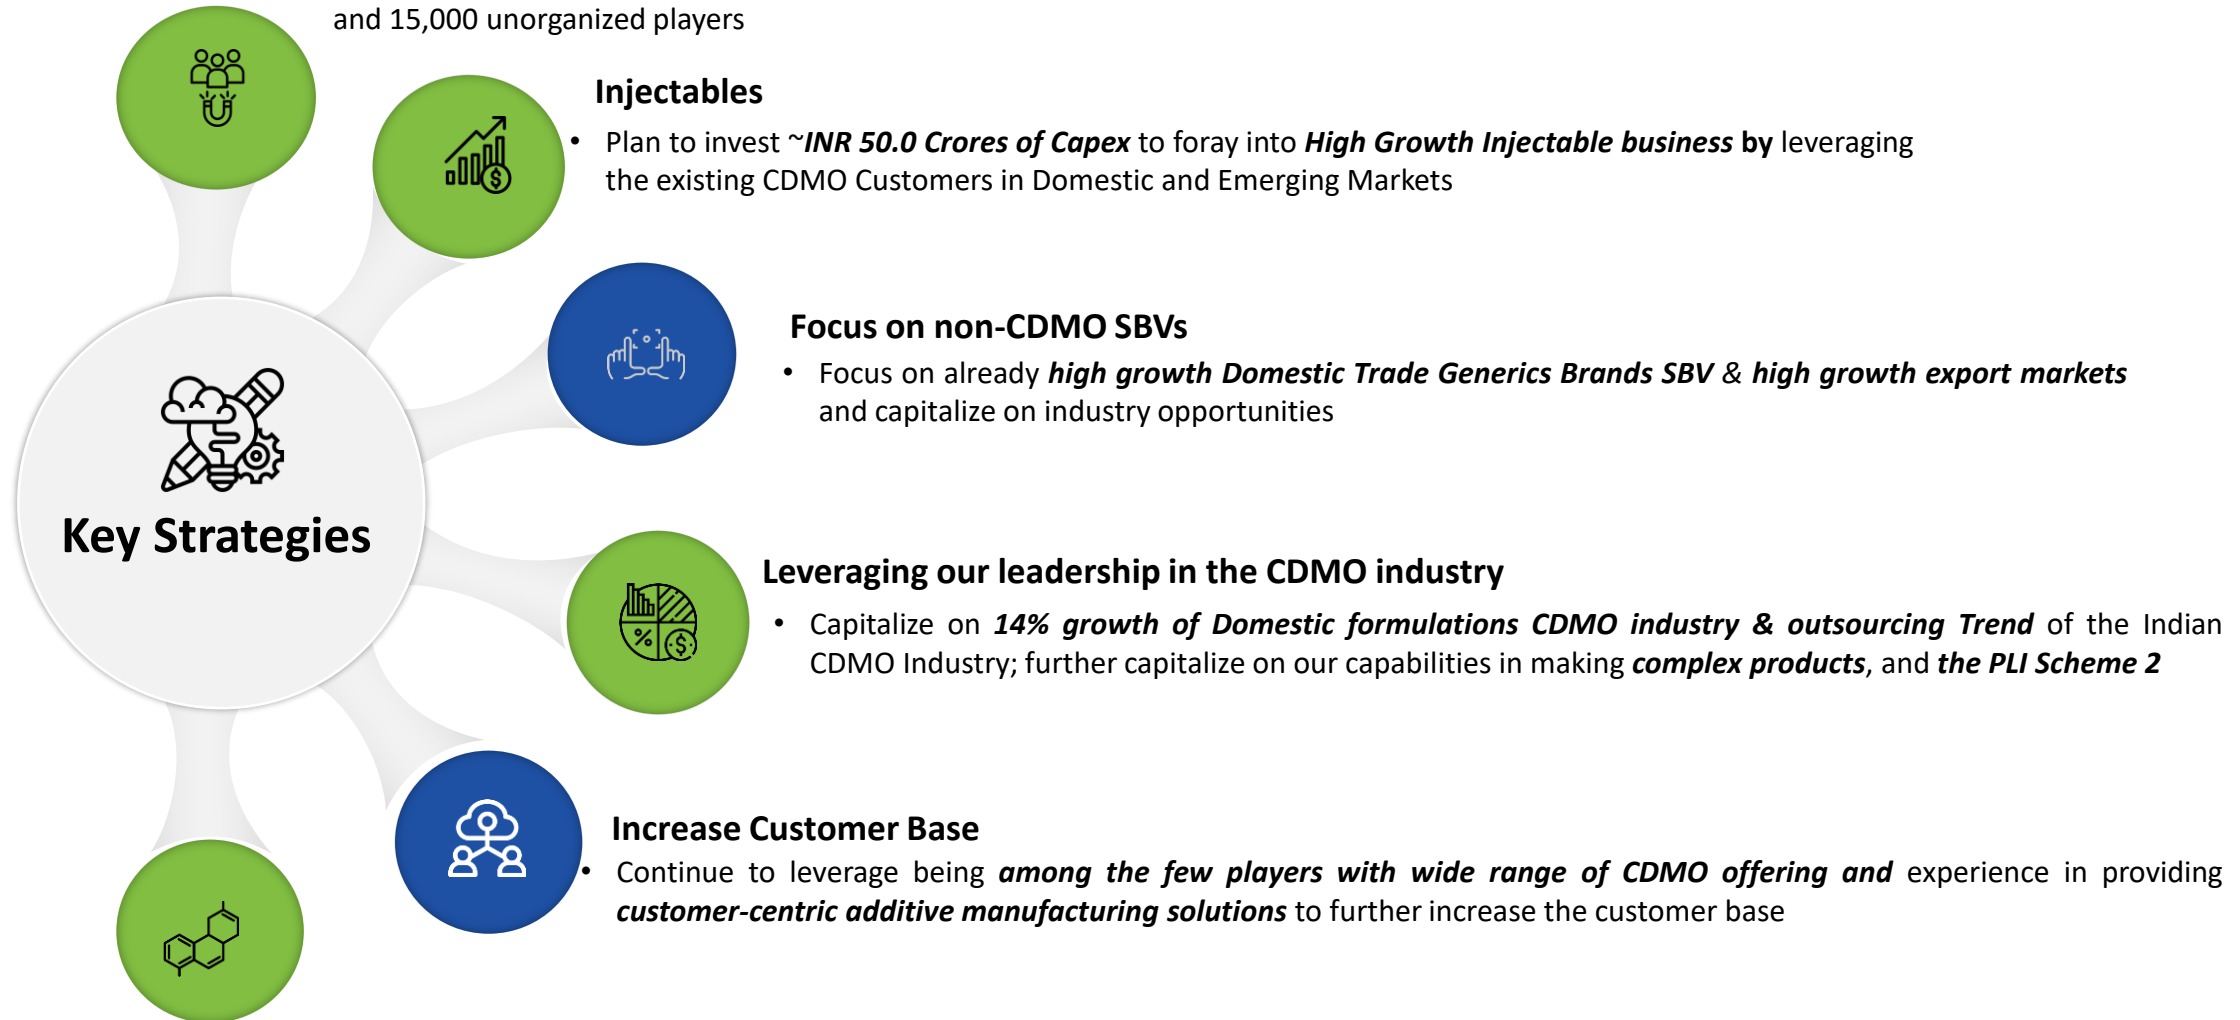 and 15,000 unorganized players
Injectables
• Plan to invest ~INR 50.0 Crores of Capex to foray into High Growth Injectable business by leveraging
the existing CDMO Customers in Domestic and Emerging Markets
Focus on non-CDMO SBVs
• Focus on already high growth Domestic Trade Generics Brands SBV & high growth export markets
and capitalize on industry opportunities
Key Strategies
Leveraging our leadership in the CDMO industry
• Capitalize on 14% growth of Domestic formulations CDMO industry & outsourcing Trend of the Indian
CDMO Industry; further capitalize on our capabilities in making complex products, and the PLI Scheme 2
Increase Customer Base
• Continue to leverage being among the few players with wide range of CDMO offering and experience in providing
customer-centric additive manufacturing solutions to further increase the customer base